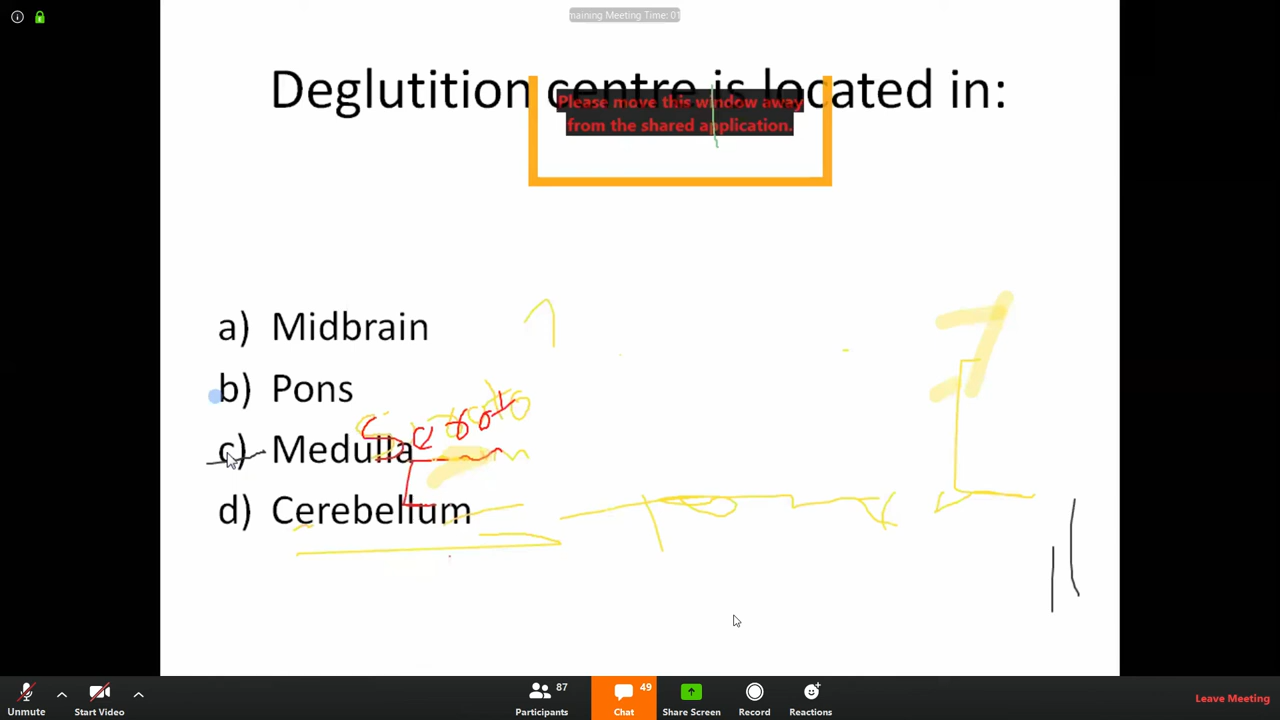 maining Meeting Time: 01
Deglutition centre is located in:
Please move this window away
from the shared application.
a) Midbrain
b) Pons
c) Medulla
d) Cerebellum
Unmute
Start Video
Participants
87
Chat
49
Share Screen
Record
Reactions
Leave Meeting